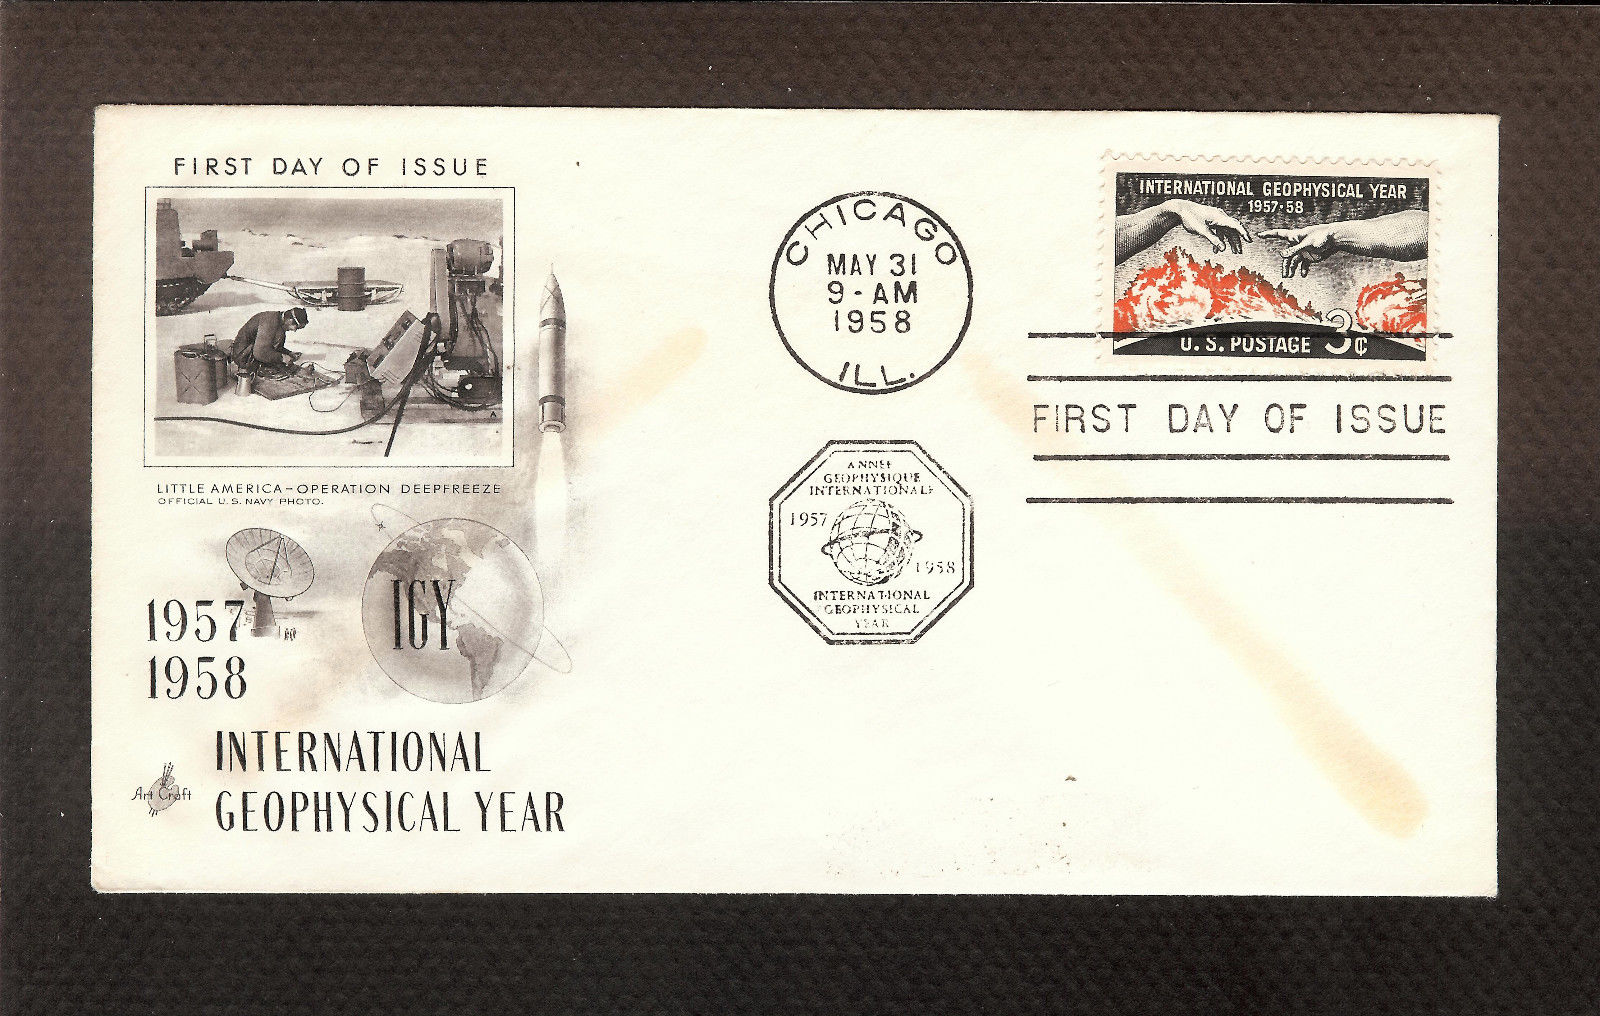 FIRST DAY OF ISSUE
LITTLE AMERICA-OPERATION DEEPFREEZE
OFFICIAL U.S. NAVY PHOTO.
1957
1958
IGY
INTERNATIONAL
GEOPHYSICAL YEAR
Art Craft
CHICAGO
MAY 31
9-AM
1958
ILL.
ANNEE
GEOPHYSIQUE
INTERNATIONALE
1957
1958
INTERNATIONAL
GEOPHYSICAL
YEAR
INTERNATIONAL GEOPHYSICAL YEAR
1957·58
U. S. POSTAGE 3¢
FIRST DAY OF ISSUE